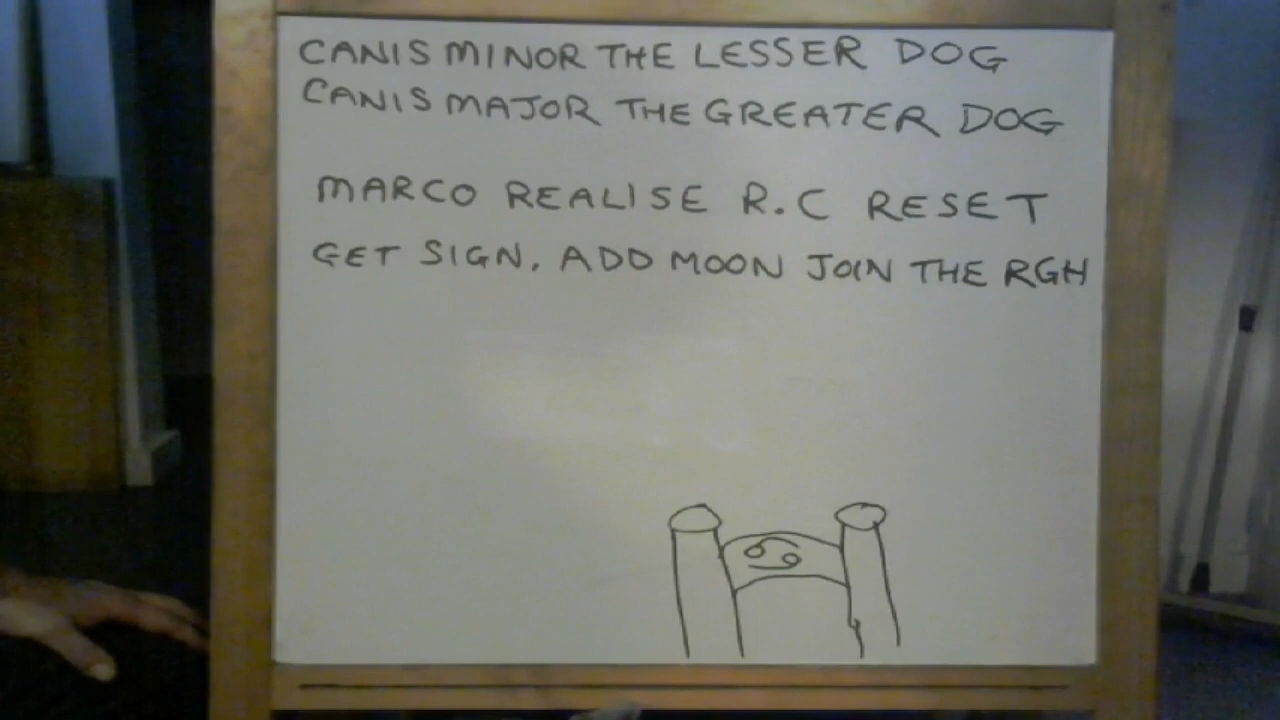 CANIS MINOR THE LESSER DOG
CANIS MAJOR THE GREATER DOG
MARCO REALISE R.C RESET
GET SIGN. ADD MOON JOIN THE RGH
♋